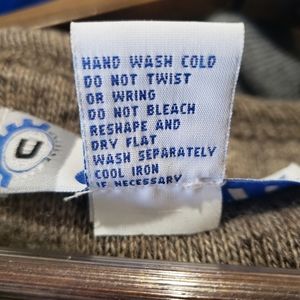 HAND WASH COLD
DO NOT TWIST
OR WRING
DO NOT BLEACH
RESHAPE AND
DRY FLAT
WASH SEPARATELY
COOL IRON
IF NECESSARY
U